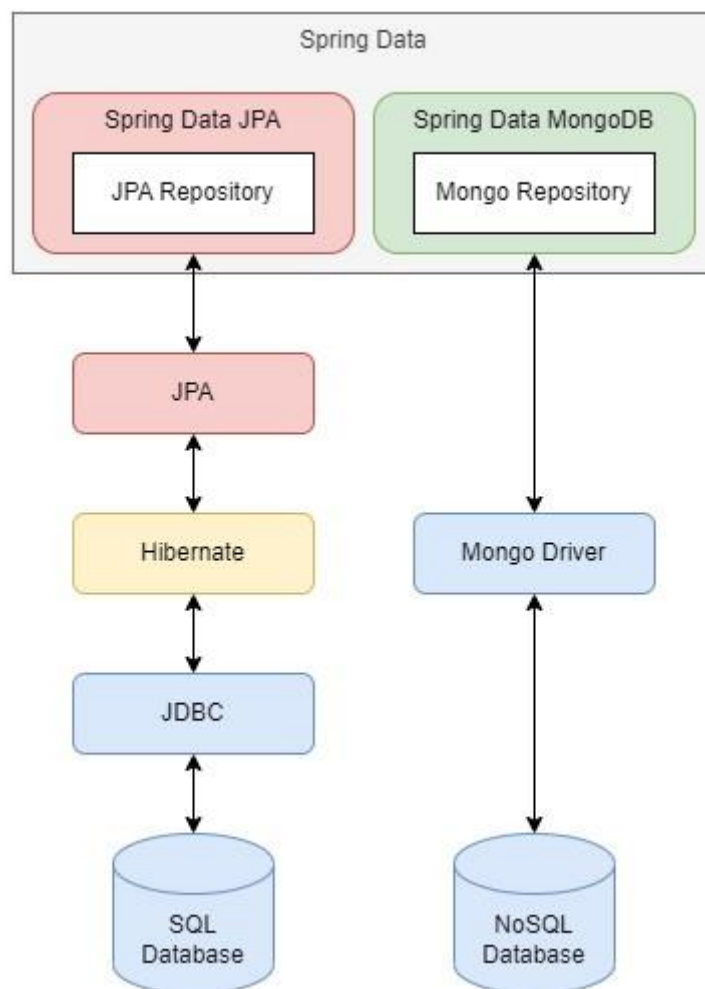 Spring Data
Spring Data JPA
JPA Repository
Spring Data MongoDB
Mongo Repository
JPA
Hibernate
Mongo Driver
JDBC
SQL
Database
NoSQL
Database